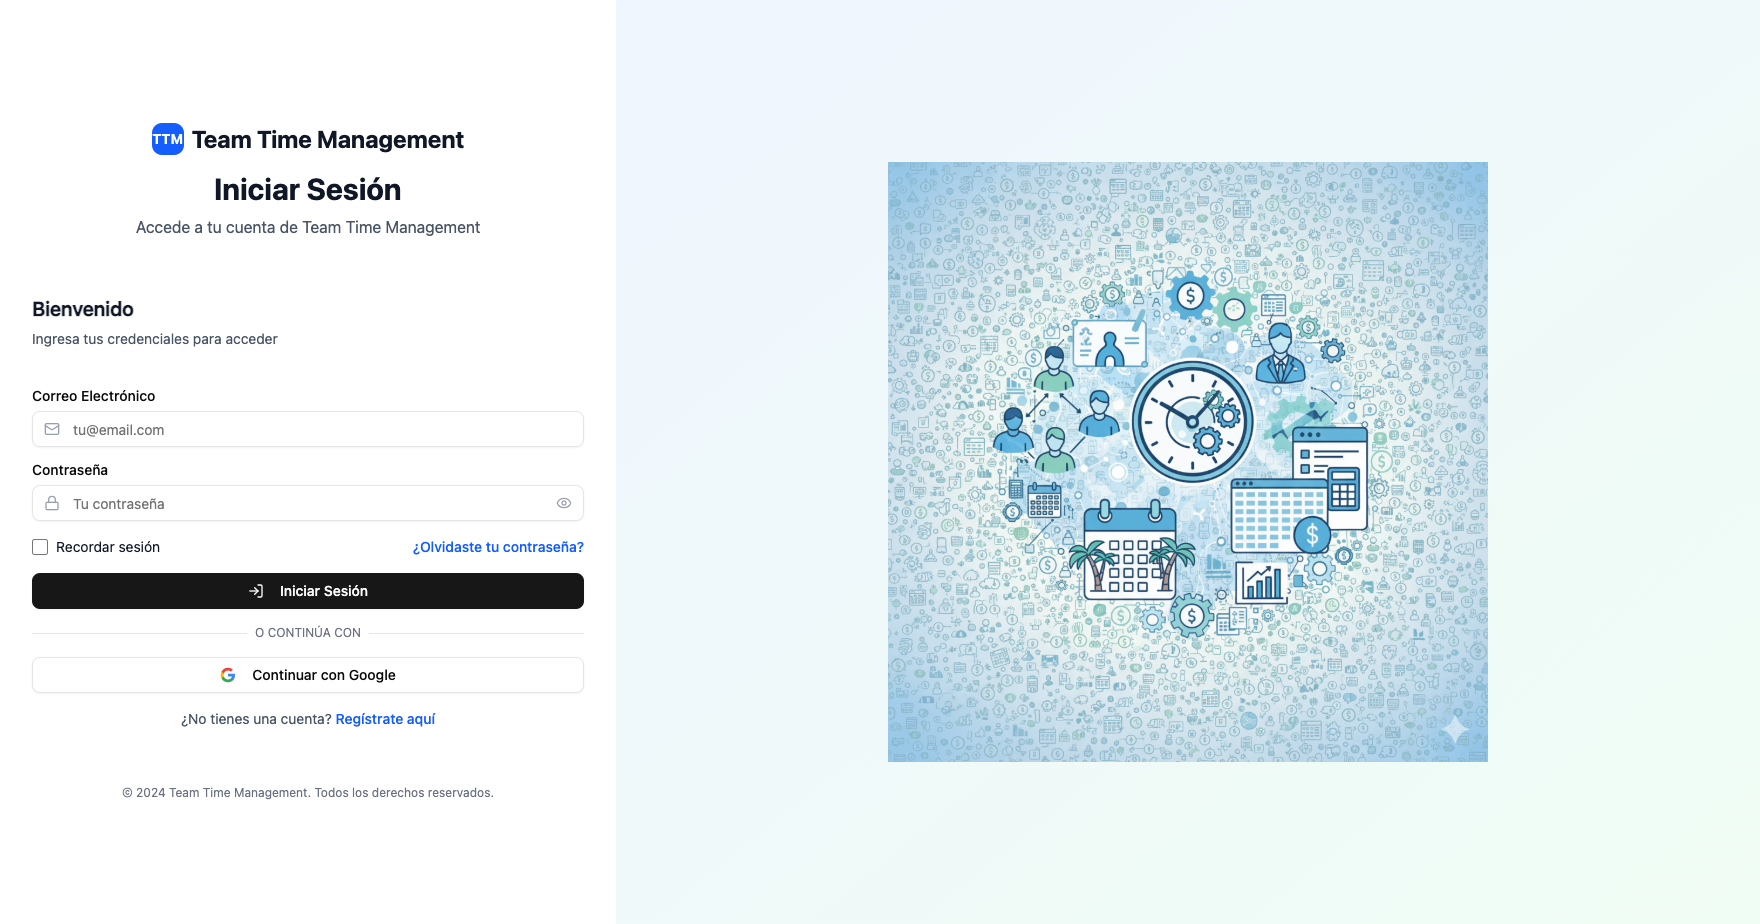 TTM Team Time Management
Iniciar Sesión
Accede a tu cuenta de Team Time Management
Bienvenido
Ingresa tus credenciales para acceder
Correo Electrónico
tu@email.com
Contraseña
Tu contraseña
Recordar sesión ¿Olvidaste tu contraseña?
Iniciar Sesión
O CONTINÚA CON
Continuar con Google
¿No tienes una cuenta? Regístrate aquí
© 2024 Team Time Management. Todos los derechos reservados.